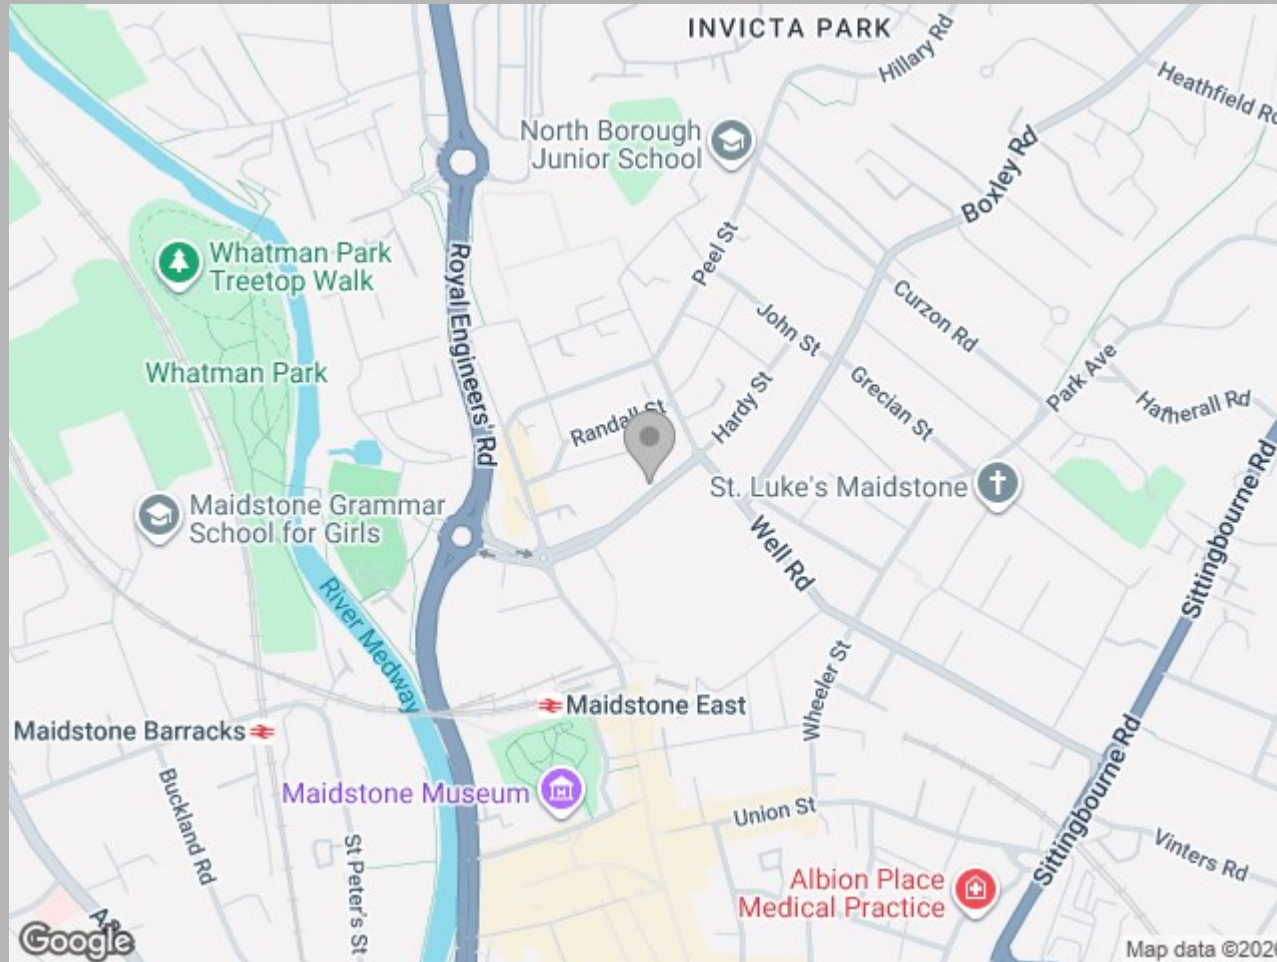 INVICTA PARK
Hillary Rd
Heathfield Rd
North Borough
Junior School
Boxley Rd
Peel St
Whatman Park
Treetop Walk
Royal Engineers' Rd
Curzon Rd
John St
Whatman Park
Park Ave
Grecian St
Hardy St
Hatherall Rd
Randall St
St. Luke's Maidstone
Maidstone Grammar
School for Girls
Well Rd
Sittingbourne Rd
River Medway
Wheeler St
Maidstone East
Maidstone Barracks
Sittingbourne Rd
Maidstone Museum
Union St
Buckland Rd
St Peter's St
Vinters Rd
Albion Place
Medical Practice
Google
Map data ©2026